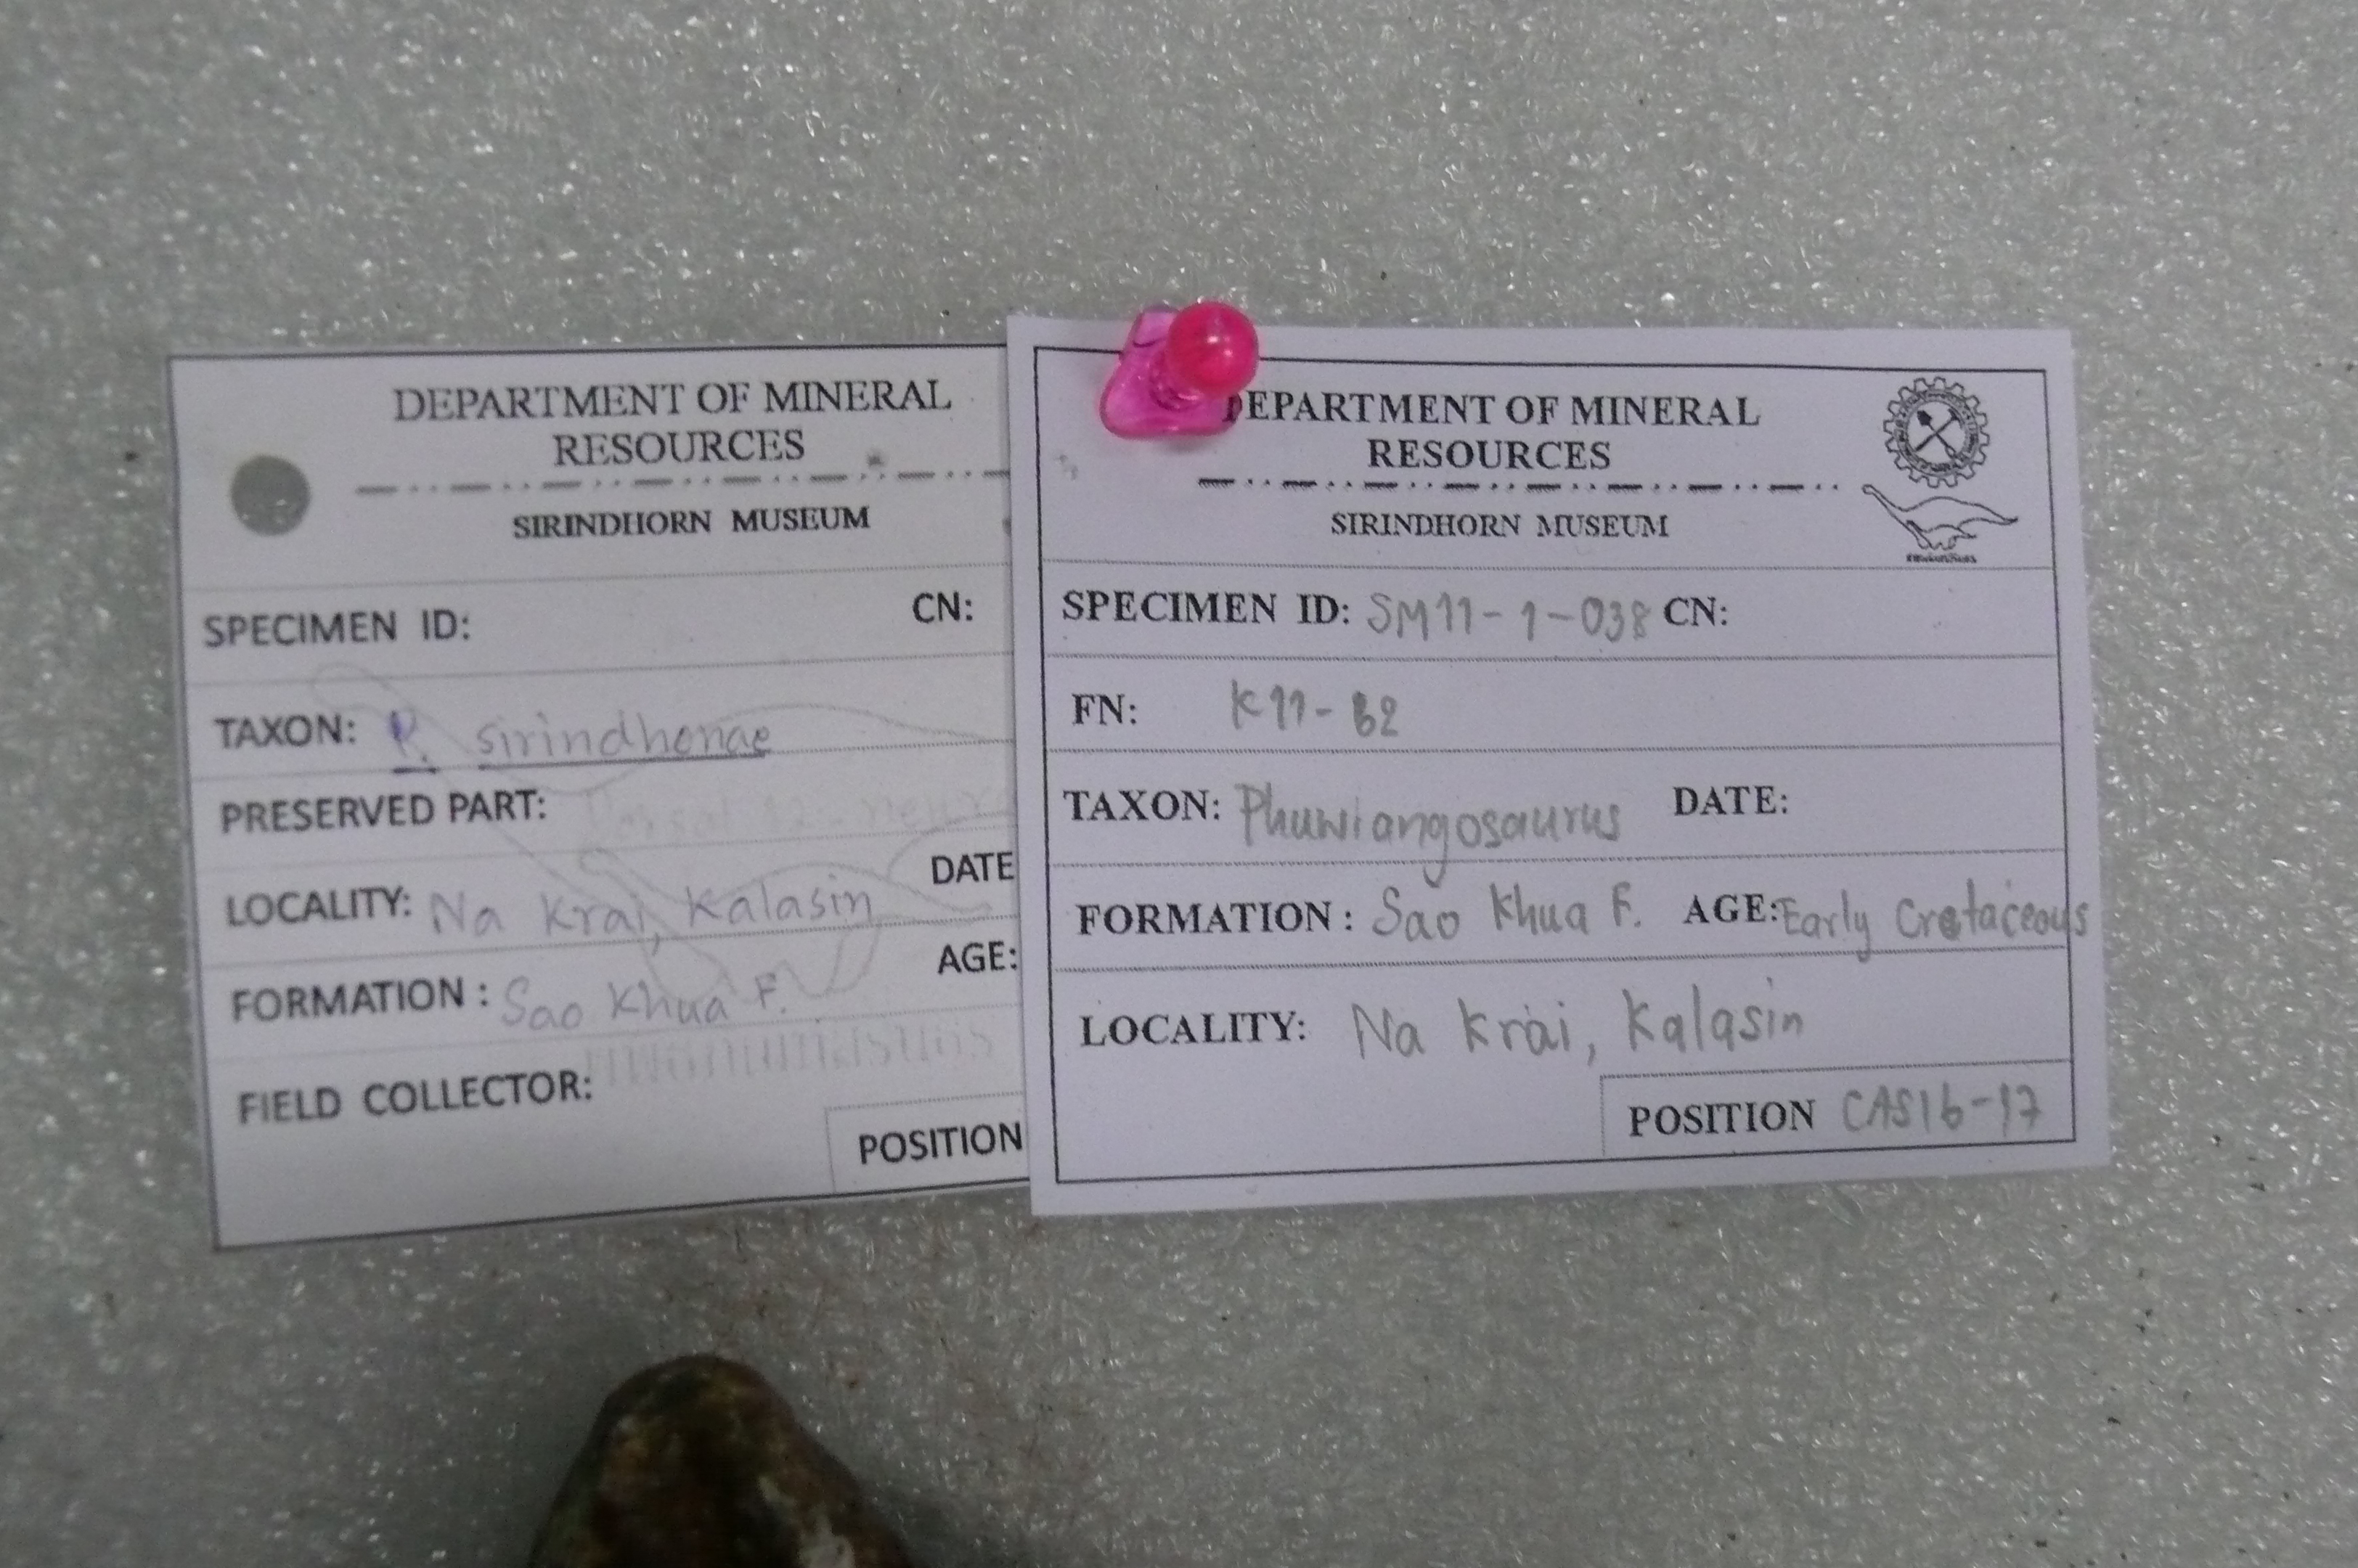 DEPARTMENT OF MINERAL
RESOURCES
SIRINDHORN MUSEUM
SPECIMEN ID: CN:
TAXON: P. sirindhonae
PRESERVED PART:
DATE
LOCALITY: Na Krai, Kalasin
AGE:
FORMATION : Sao Khua F.
FIELD COLLECTOR:
POSITION
DEPARTMENT OF MINERAL
RESOURCES
SIRINDHORN MUSEUM
SPECIMEN ID: SM11-1-038 CN:
FN: K11-62
TAXON: Phuwiangosaurus DATE:
FORMATION : Sao Khua F. AGE: Early Cretaceous
LOCALITY: Na Krai, Kalasin
POSITION CAS16-17